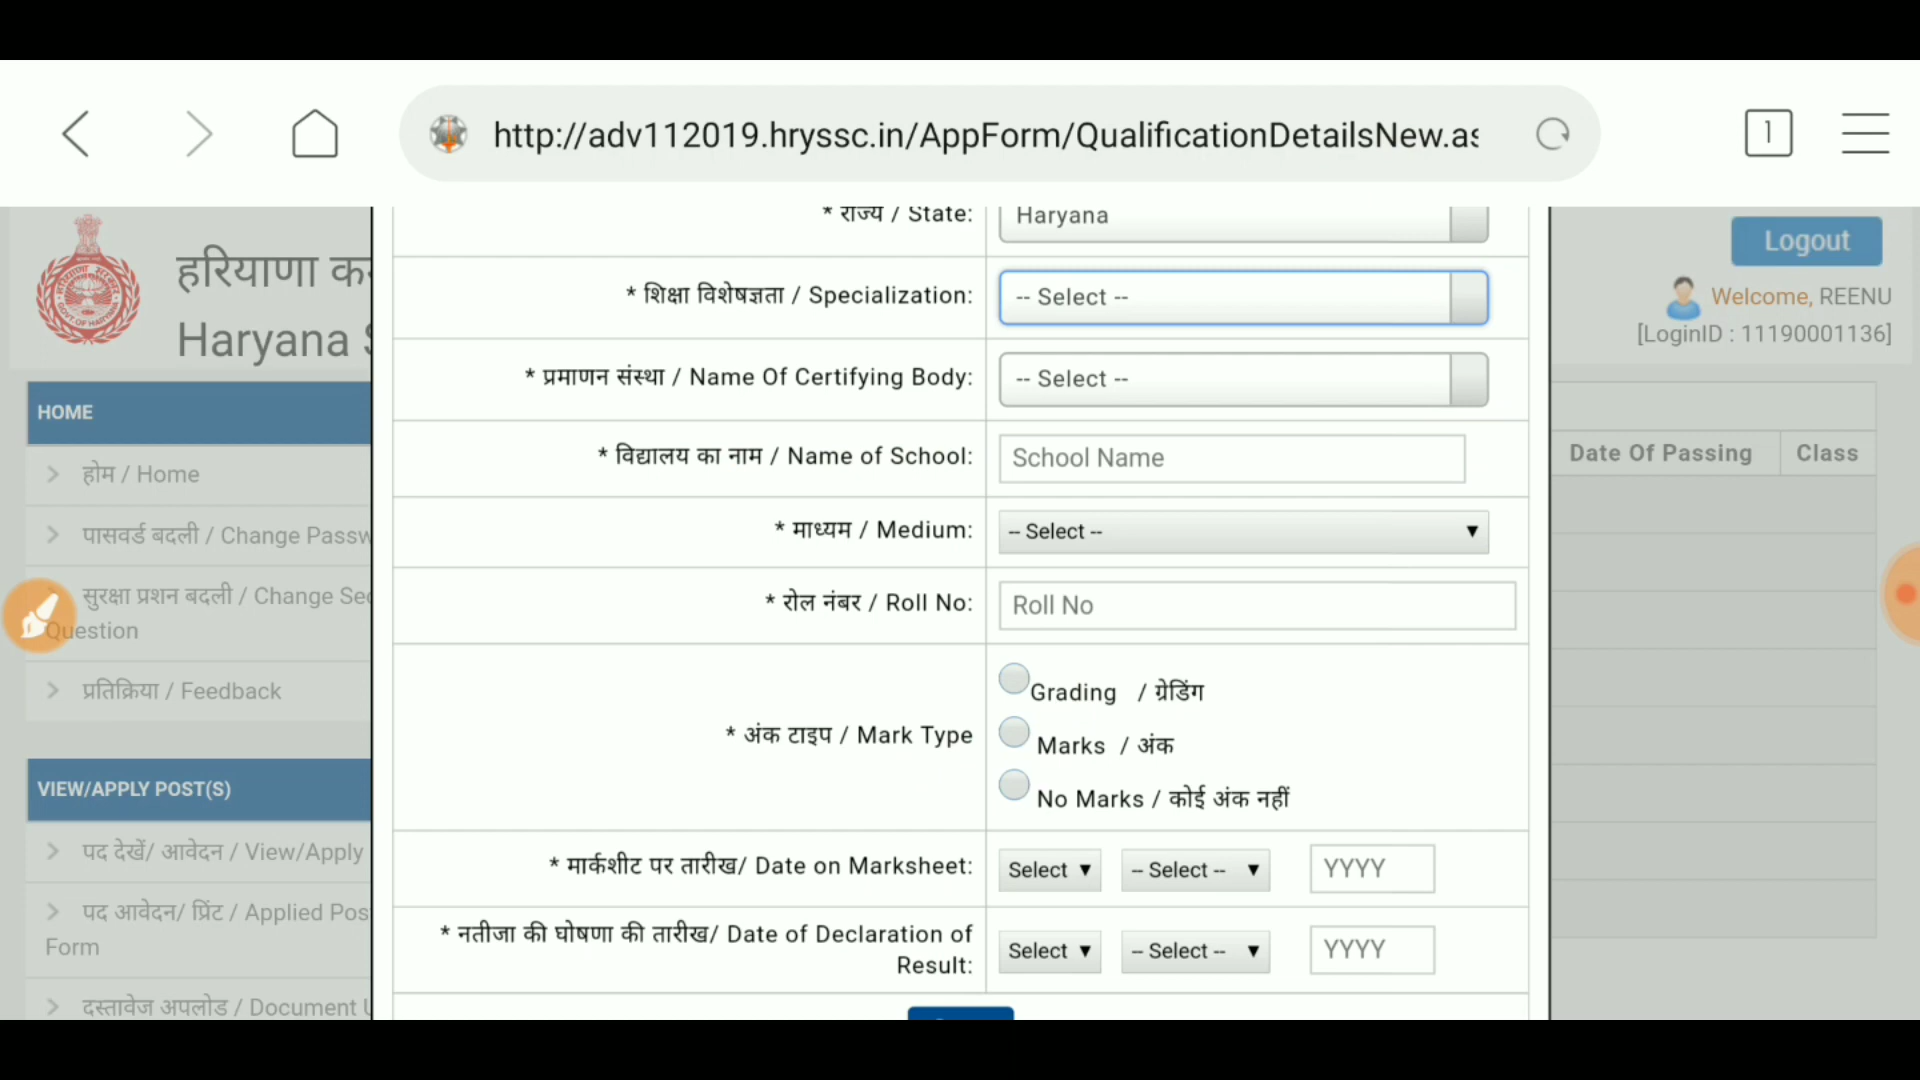 http://adv112019.hryssc.in/AppForm/QualificationDetailsNew.as
1
हरियाणा कर
Haryana S
Logout
Welcome, REENU
[LoginID : 11190001136]
HOME
होम / Home
पासवर्ड बदली / Change Passw
सुरक्षा प्रशन बदली / Change Sec
Question
प्रतिक्रिया / Feedback
VIEW/APPLY POST(S)
पद देखें/ आवेदन / View/Apply
पद आवेदन/ प्रिंट / Applied Pos
Form
दस्तावेज अपलोड / Document U
* राज्य / State: Haryana
* शिक्षा विशेषज्ञता / Specialization: -- Select --
* प्रमाणन संस्था / Name Of Certifying Body: -- Select --
* विद्यालय का नाम / Name of School: School Name
* माध्यम / Medium: -- Select --
* रोल नंबर / Roll No: Roll No
* अंक टाइप / Mark Type
Grading / ग्रेडिंग
Marks / अंक
No Marks / कोई अंक नहीं
* मार्कशीट पर तारीख/ Date on Marksheet: Select -- Select -- YYYY
* नतीजा की घोषणा की तारीख/ Date of Declaration of
Result: Select -- Select -- YYYY
Date Of Passing Class